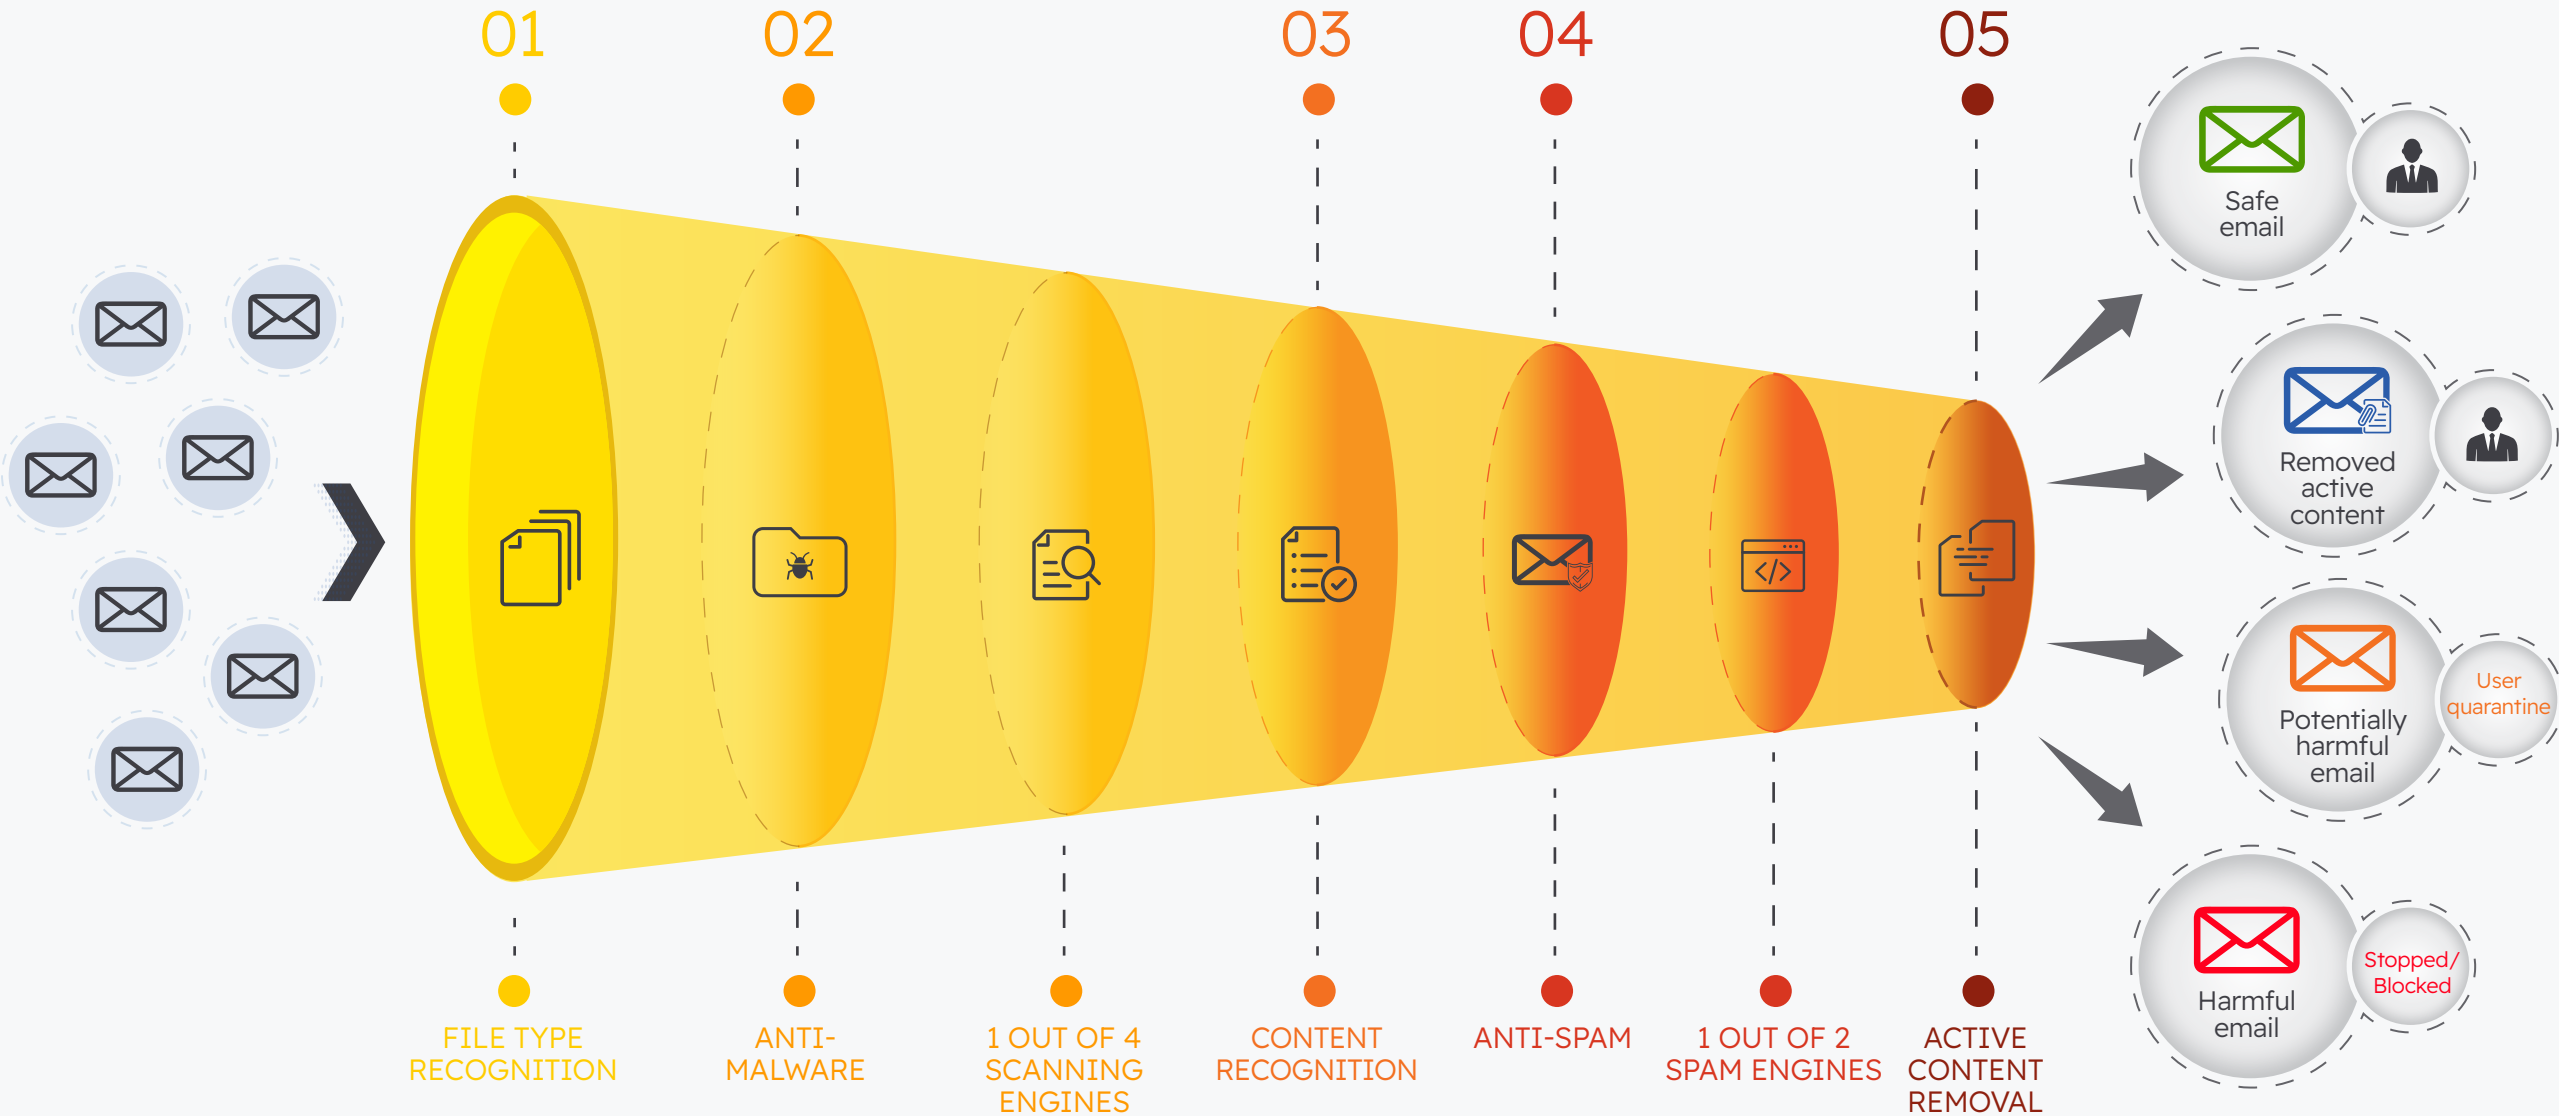 01
02
03
04
05
Safe
email
Removed
active
content
Potentially
harmful
email
User
quarantine
Harmful
email
Stopped/
Blocked
FILE TYPE
RECOGNITION
ANTI-
MALWARE
1 OUT OF 4
SCANNING
ENGINES
CONTENT
RECOGNITION
ANTI-SPAM
1 OUT OF 2
SPAM ENGINES
ACTIVE
CONTENT
REMOVAL